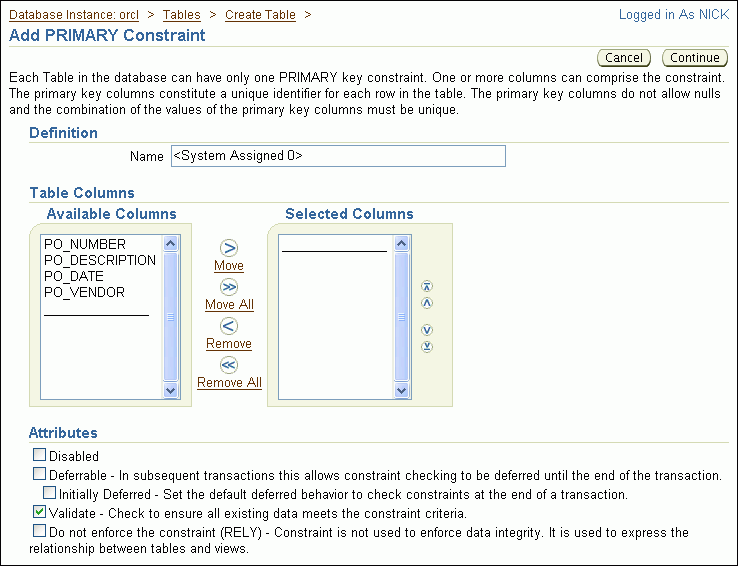 Database Instance: orcl > Tables > Create Table > Logged in As NICK
Add PRIMARY Constraint
Cancel Continue
Each Table in the database can have only one PRIMARY key constraint. One or more columns can comprise the constraint.
The primary key columns constitute a unique identifier for each row in the table. The primary key columns do not allow nulls
and the combination of the values of the primary key columns must be unique.
Definition
Name <System Assigned 0>
Table Columns
Available Columns
PO_NUMBER
PO_DESCRIPTION
PO_DATE
PO_VENDOR
Move
Move All
Remove
Remove All
Selected Columns
Attributes
Disabled
Deferrable - In subsequent transactions this allows constraint checking to be deferred until the end of the transaction.
Initially Deferred - Set the default deferred behavior to check constraints at the end of a transaction.
Validate - Check to ensure all existing data meets the constraint criteria.
Do not enforce the constraint (RELY) - Constraint is not used to enforce data integrity. It is used to express the
relationship between tables and views.